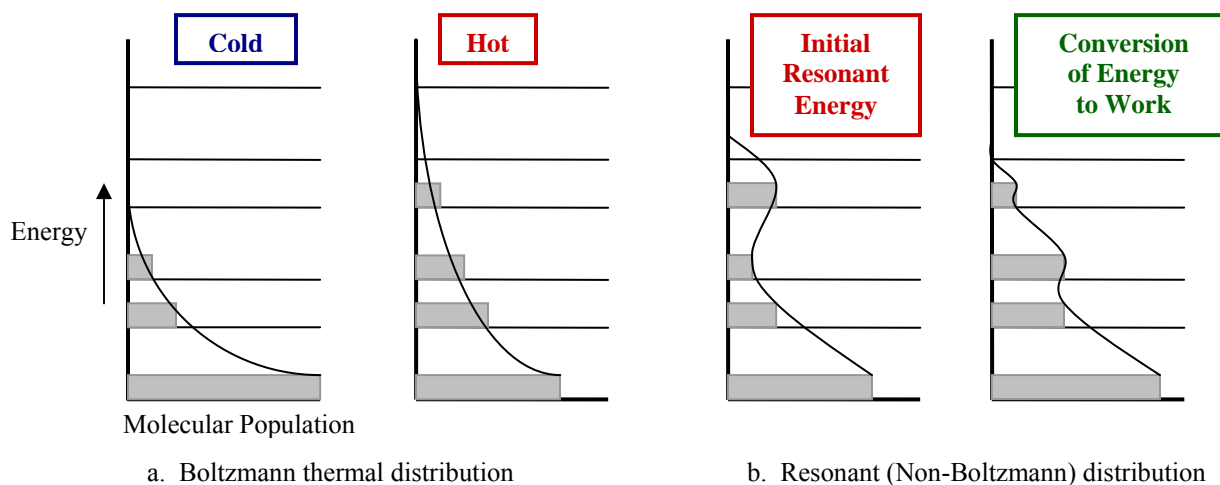 Cold
Hot
Initial
Resonant
Energy
Conversion
of Energy
to Work
Energy
Molecular Population
a. Boltzmann thermal distribution
b. Resonant (Non-Boltzmann) distribution